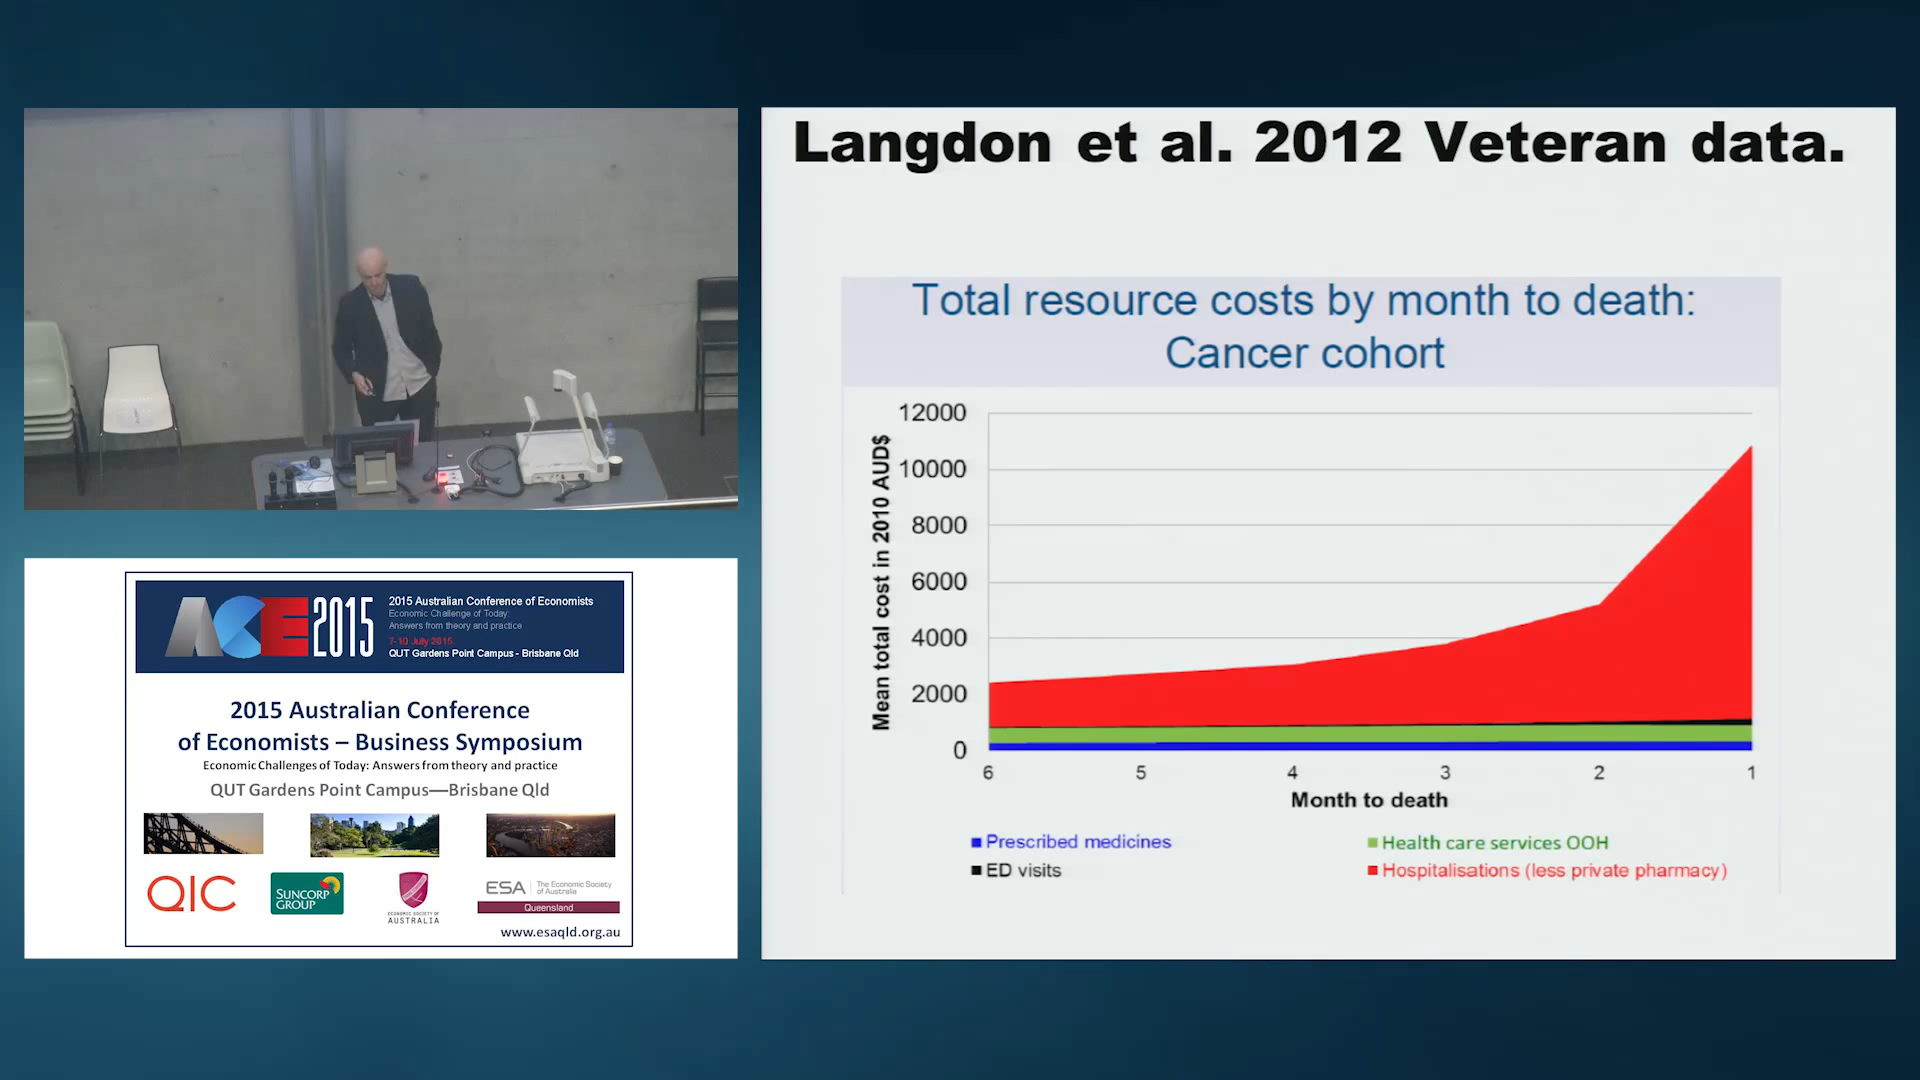 Langdon et al. 2012 Veteran data.
Total resource costs by month to death:
Cancer cohort
Mean total cost in 2010 AUD$
12000
10000
8000
6000
4000
2000
0
6 5 4 3 2 1
Month to death
Prescribed medicines
Health care services OOH
ED visits
Hospitalisations (less private pharmacy)
ACE 2015
2015 Australian Conference of Economists
Economic Challenge of Today:
Answers from theory and practice
7-10 July 2015
QUT Gardens Point Campus - Brisbane Qld
2015 Australian Conference
of Economists – Business Symposium
Economic Challenges of Today: Answers from theory and practice
QUT Gardens Point Campus—Brisbane Qld
QIC
SUNCORP
GROUP
ECONOMIC SOCIETY OF
AUSTRALIA
ESA The Economic Society
of Australia
Queensland
www.esaqld.org.au